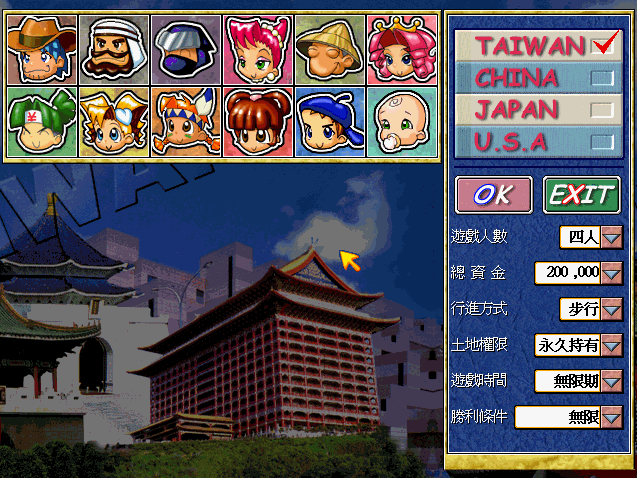 TAIWAN
CHINA
JAPAN
U.S.A
OK EXIT
遊戲人數 四人
總資金 200,000
行進方式 步行
土地權限 永久持有
遊戲時間 無限期
勝利條件 無限
¥